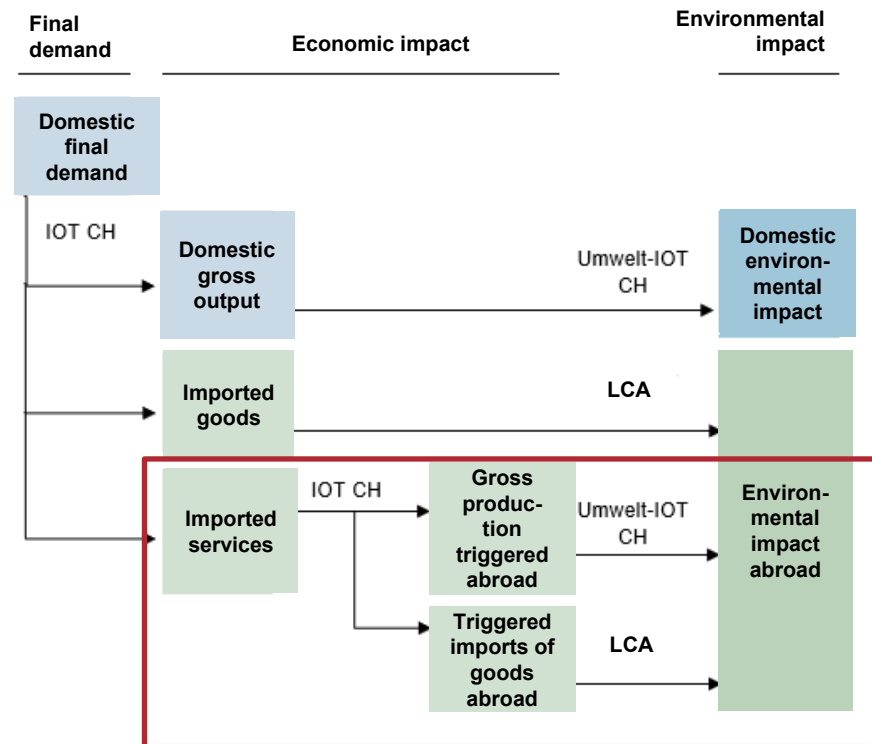 Final
demand
Economic impact
Environmental
impact
Domestic
final
demand
IOT CH
Domestic
gross
output
Umwelt-IOT
CH
Domestic
environ-
mental
impact
Imported
goods
LCA
Imported
services
IOT CH
Gross
produc-
tion
triggered
abroad
Umwelt-IOT
CH
Environ-
mental
impact
abroad
Triggered
imports of
goods
abroad
LCA